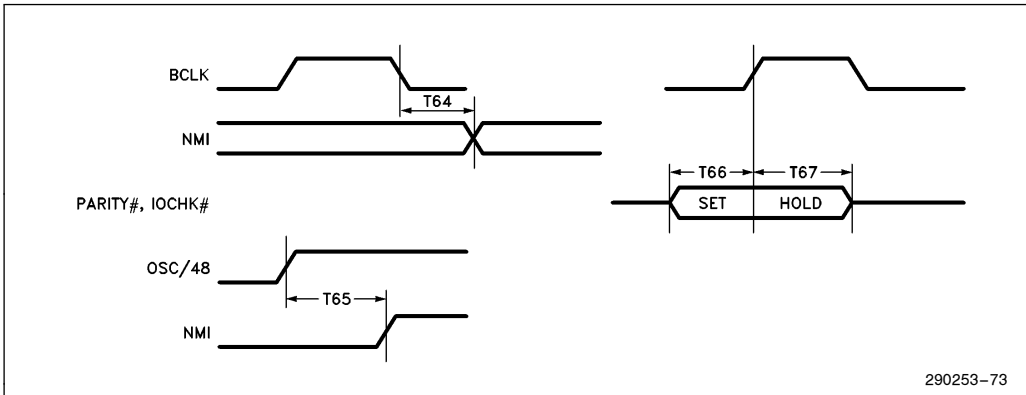 BCLK
T64
NMI
T66
T67
PARITY#, IOCHK#
SET
HOLD
OSC/48
T65
NMI
290253-73